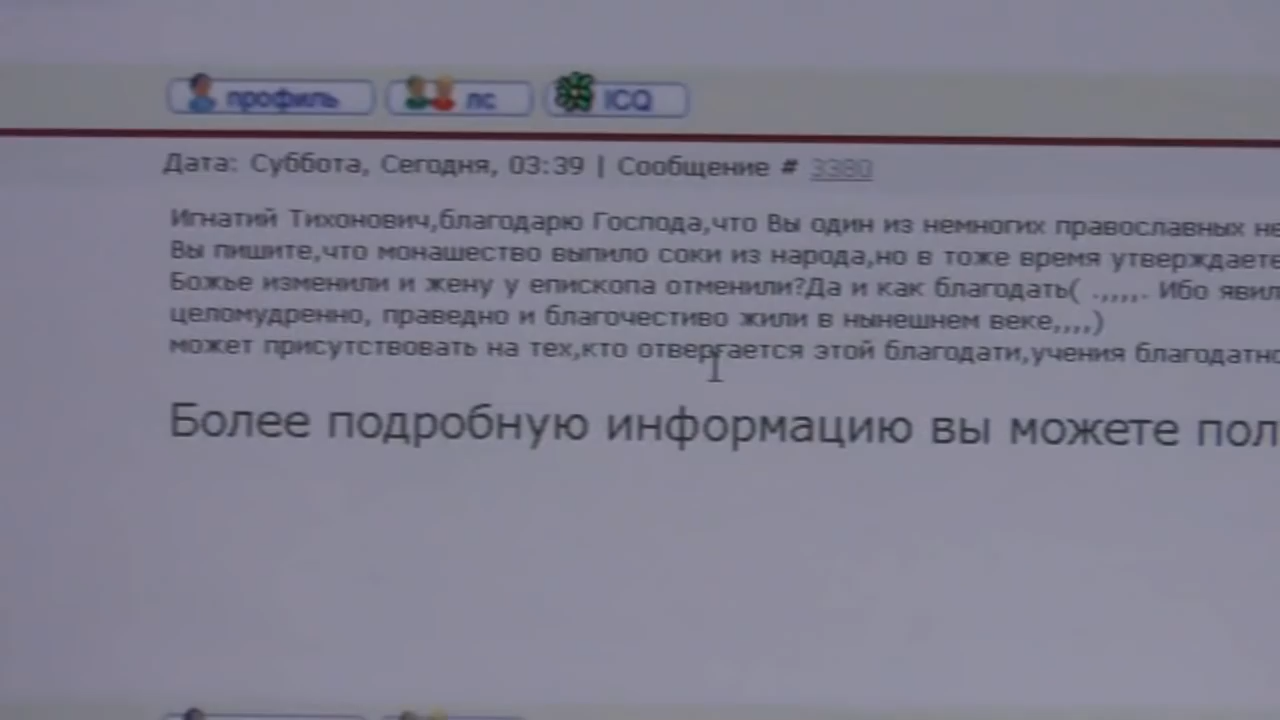 профиль лс ICQ
Дата: Суббота, Сегодня, 03:39 | Сообщение # 3380
Игнатий Тихонович,благодарю Господа,что Вы один из немногих православных не
Вы пишите,что монашество выпило соки из народа,но в тоже время утверждаете
Божье изменили и жену у епископа отменили?Да и как благодать( .,,,,. Ибо явил
целомудренно, праведно и благочестиво жили в нынешнем веке,,,,)
может присутствовать на тех,кто отвергается этой благодати,учения благодатно
Более подробную информацию вы можете пол